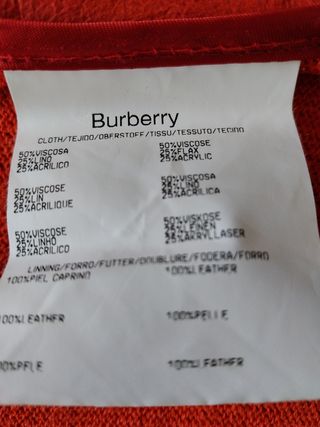 Burberry
CLOTH/TEJIDO/OBERSTOFF/TISSU/TESSUTO/TECIDO
50%VISCOSA 50%VISCOSE
25%LINO 25%FLAX
25%ACRILICO 25%ACRYLIC
50%VISCOSE 50%VISCOSA
25%LIN 25%LINO
25%ACRILIQUE 25%ACRILICA
50%VISCOSE 50%VISKOSE
25%LINHO 25%LEINEN
25%ACRILICO 25%AKRYLLASER
LINNING/FORRO/FUTTER/DOUBLURE/FODERA/FORRO
100%PIEL CAPRINO 100%LEATHER
100%LEATHER 100%PELLE
100%PELE 100%LEATHER